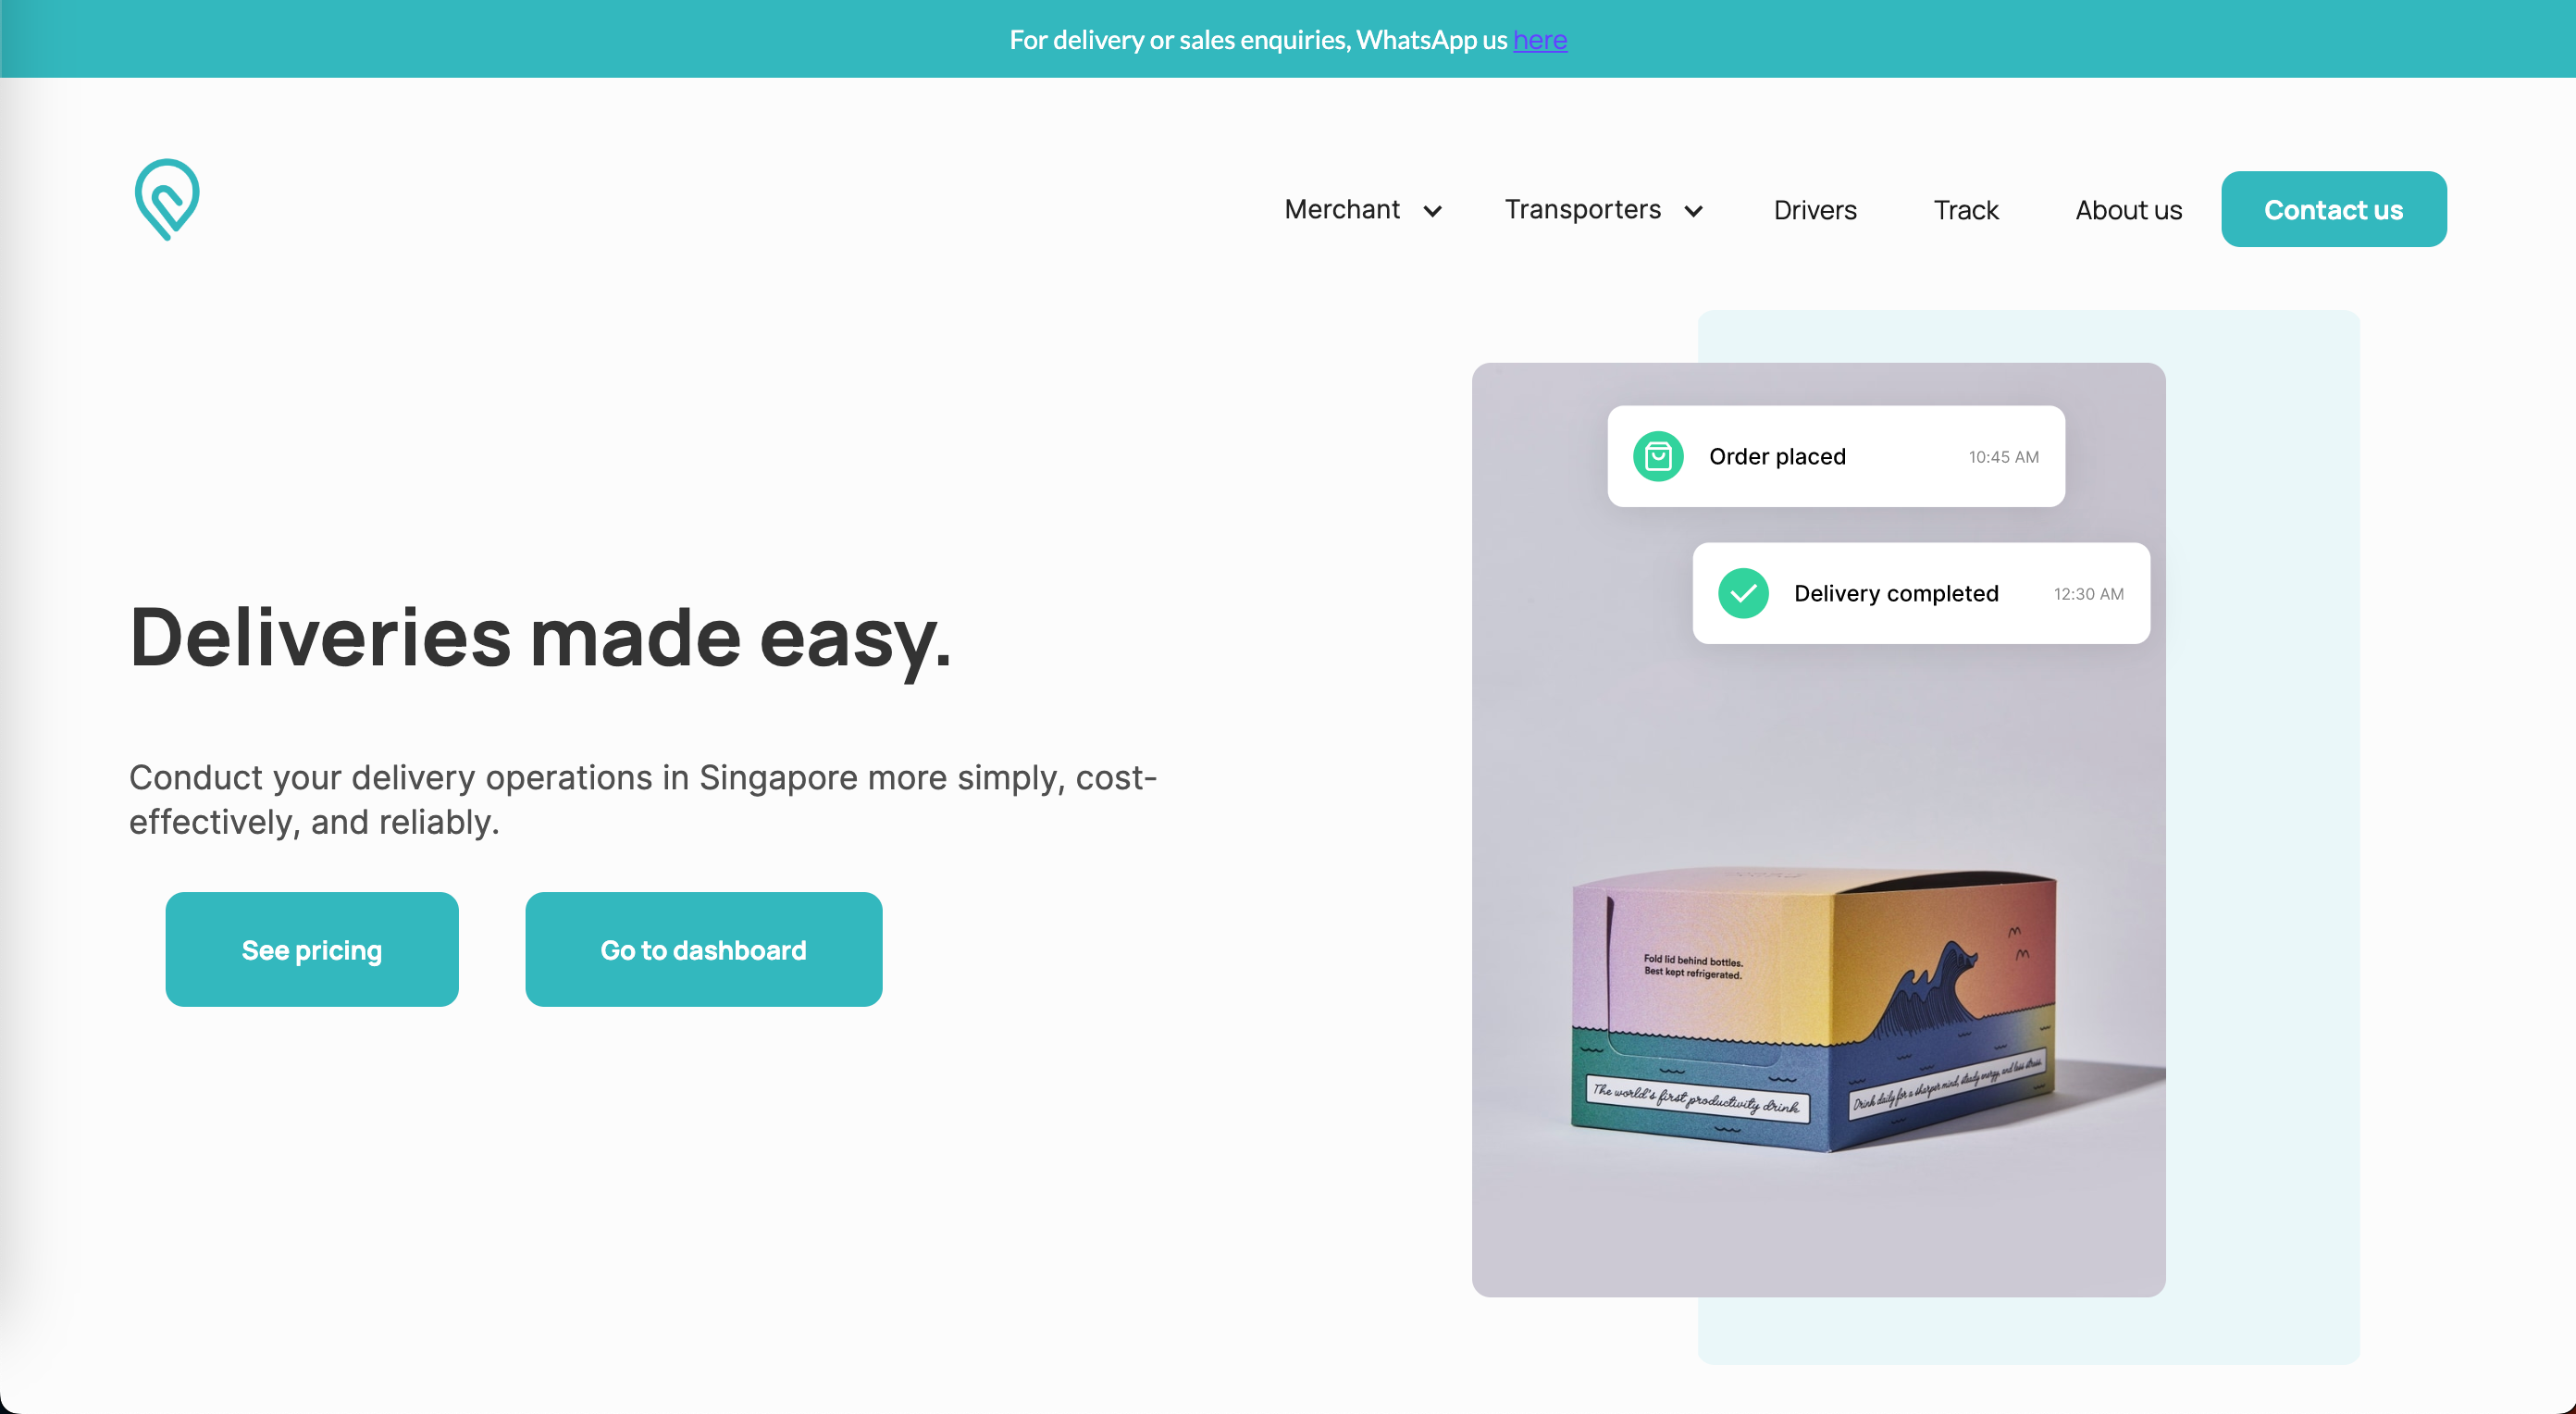 For delivery or sales enquiries, WhatsApp us here
Merchant
Transporters
Drivers
Track
About us
Contact us
Order placed
10:45 AM
Delivery completed
12:30 AM
Deliveries made easy.
Conduct your delivery operations in Singapore more simply, cost-
effectively, and reliably.
See pricing
Go to dashboard
Fold lid behind bottles.
Best kept refrigerated.
The world's first productivity drink
Drink daily for a sharper mind, steady energy, and less stress.